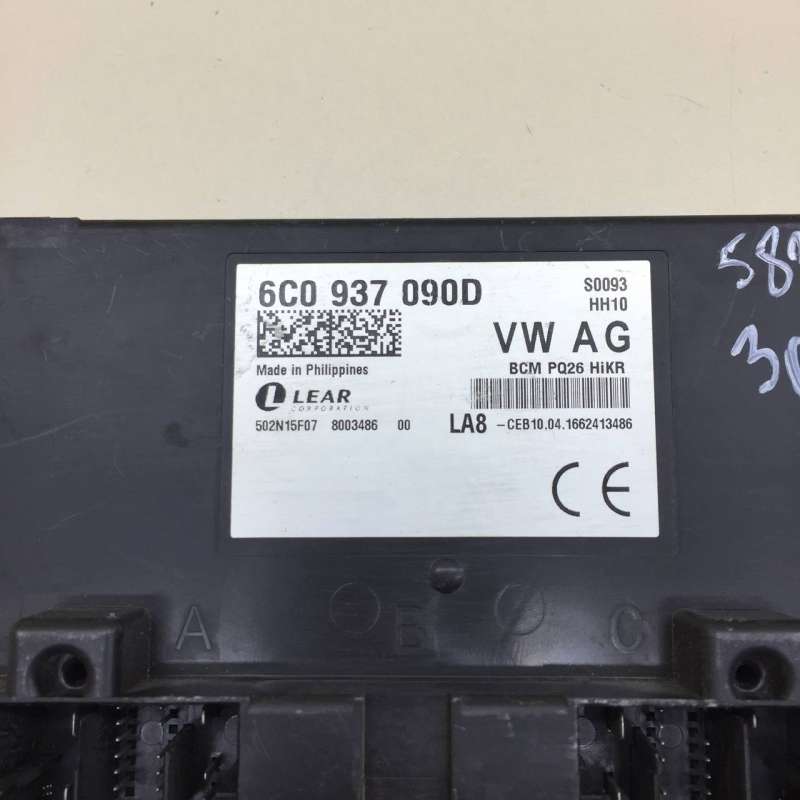 6C0 937 090D
S0093
HH10
VW AG
Made in Philippines
BCM PQ26 HiKR
LEAR
CORPORATION
502N15F07 8003486 00
LA8 -CEB10.04.1662413486
CE
A B C